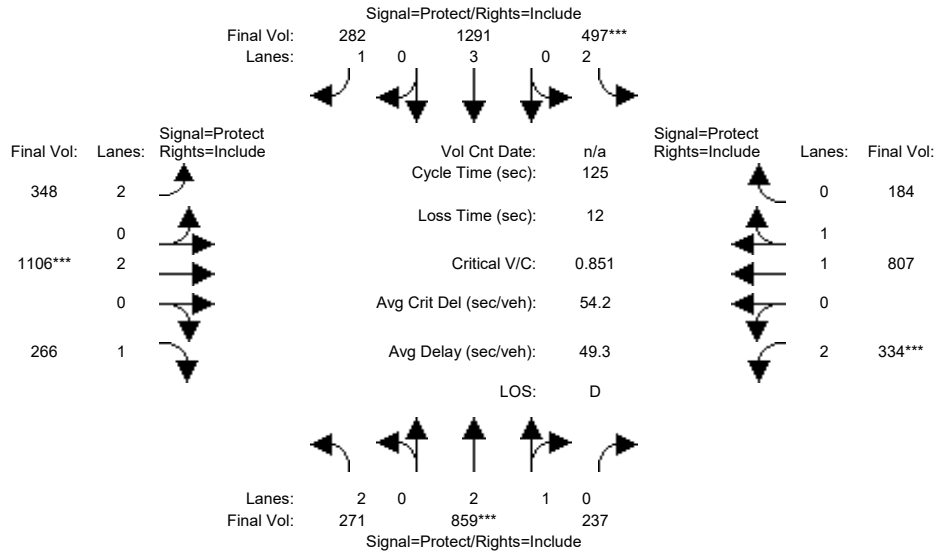 Signal=Protect/Rights=Include
Final Vol: 282 1291 497***
Lanes: 1 0 3 0 2
Signal=Protect Signal=Protect
Final Vol: Lanes: Rights=Include Vol Cnt Date: n/a Rights=Include Lanes: Final Vol:
Cycle Time (sec): 125
348 2 0 184
Loss Time (sec): 12
0 1
1106*** 2 Critical V/C: 0.851 1 807
0 Avg Crit Del (sec/veh): 54.2 0
266 1 Avg Delay (sec/veh): 49.3 2 334***
LOS: D
Lanes: 2 0 2 1 0
Final Vol: 271 859*** 237
Signal=Protect/Rights=Include